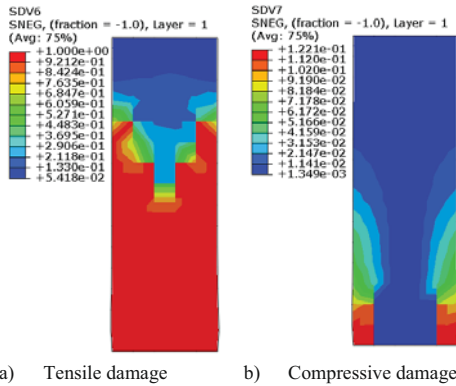 SDV6
SNEG, (fraction = -1.0), Layer = 1
(Avg: 75%)
+1.000e+00
+9.212e-01
+8.424e-01
+7.635e-01
+6.847e-01
+6.059e-01
+5.271e-01
+4.483e-01
+3.695e-01
+2.906e-01
+2.118e-01
+1.330e-01
+5.418e-02
SDV7
SNEG, (fraction = -1.0), Layer = 1
(Avg: 75%)
+1.221e-01
+1.120e-01
+1.020e-01
+9.190e-02
+8.184e-02
+7.178e-02
+6.172e-02
+5.166e-02
+4.159e-02
+3.153e-02
+2.147e-02
+1.141e-02
+1.349e-03
a) Tensile damage
b) Compressive damage